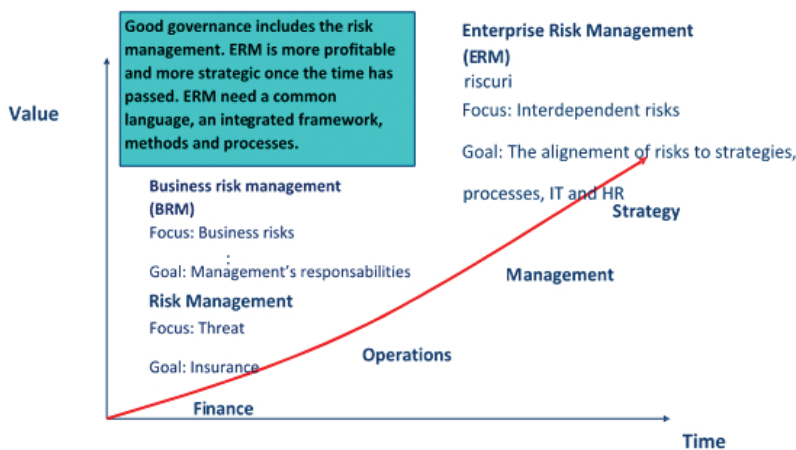 Good governance includes the risk
management. ERM is more profitable
and more strategic once the time has
passed. ERM need a common
language, an integrated framework,
methods and processes.
Enterprise Risk Management
(ERM)
riscuri
Focus: Interdependent risks
Goal: The alignement of risks to strategies,
processes, IT and HR
Value
Business risk management
(BRM)
Focus: Business risks
:
Goal: Management's responsabilities
Risk Management
Focus: Threat
Goal: Insurance
Strategy
Management
Operations
Finance
Time